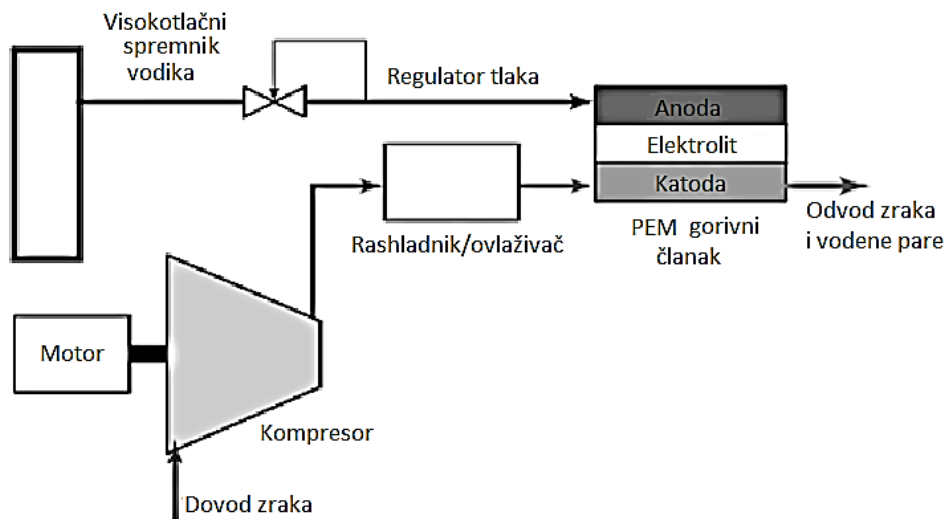 Visokotlačni
spremnik
vodika
Regulator tlaka
Anoda
Elektrolit
Katoda
Rashladnik/ovlaživač
PEM gorivni
članak
Odvod zraka
i vodene pare
Motor
Kompresor
Dovod zraka